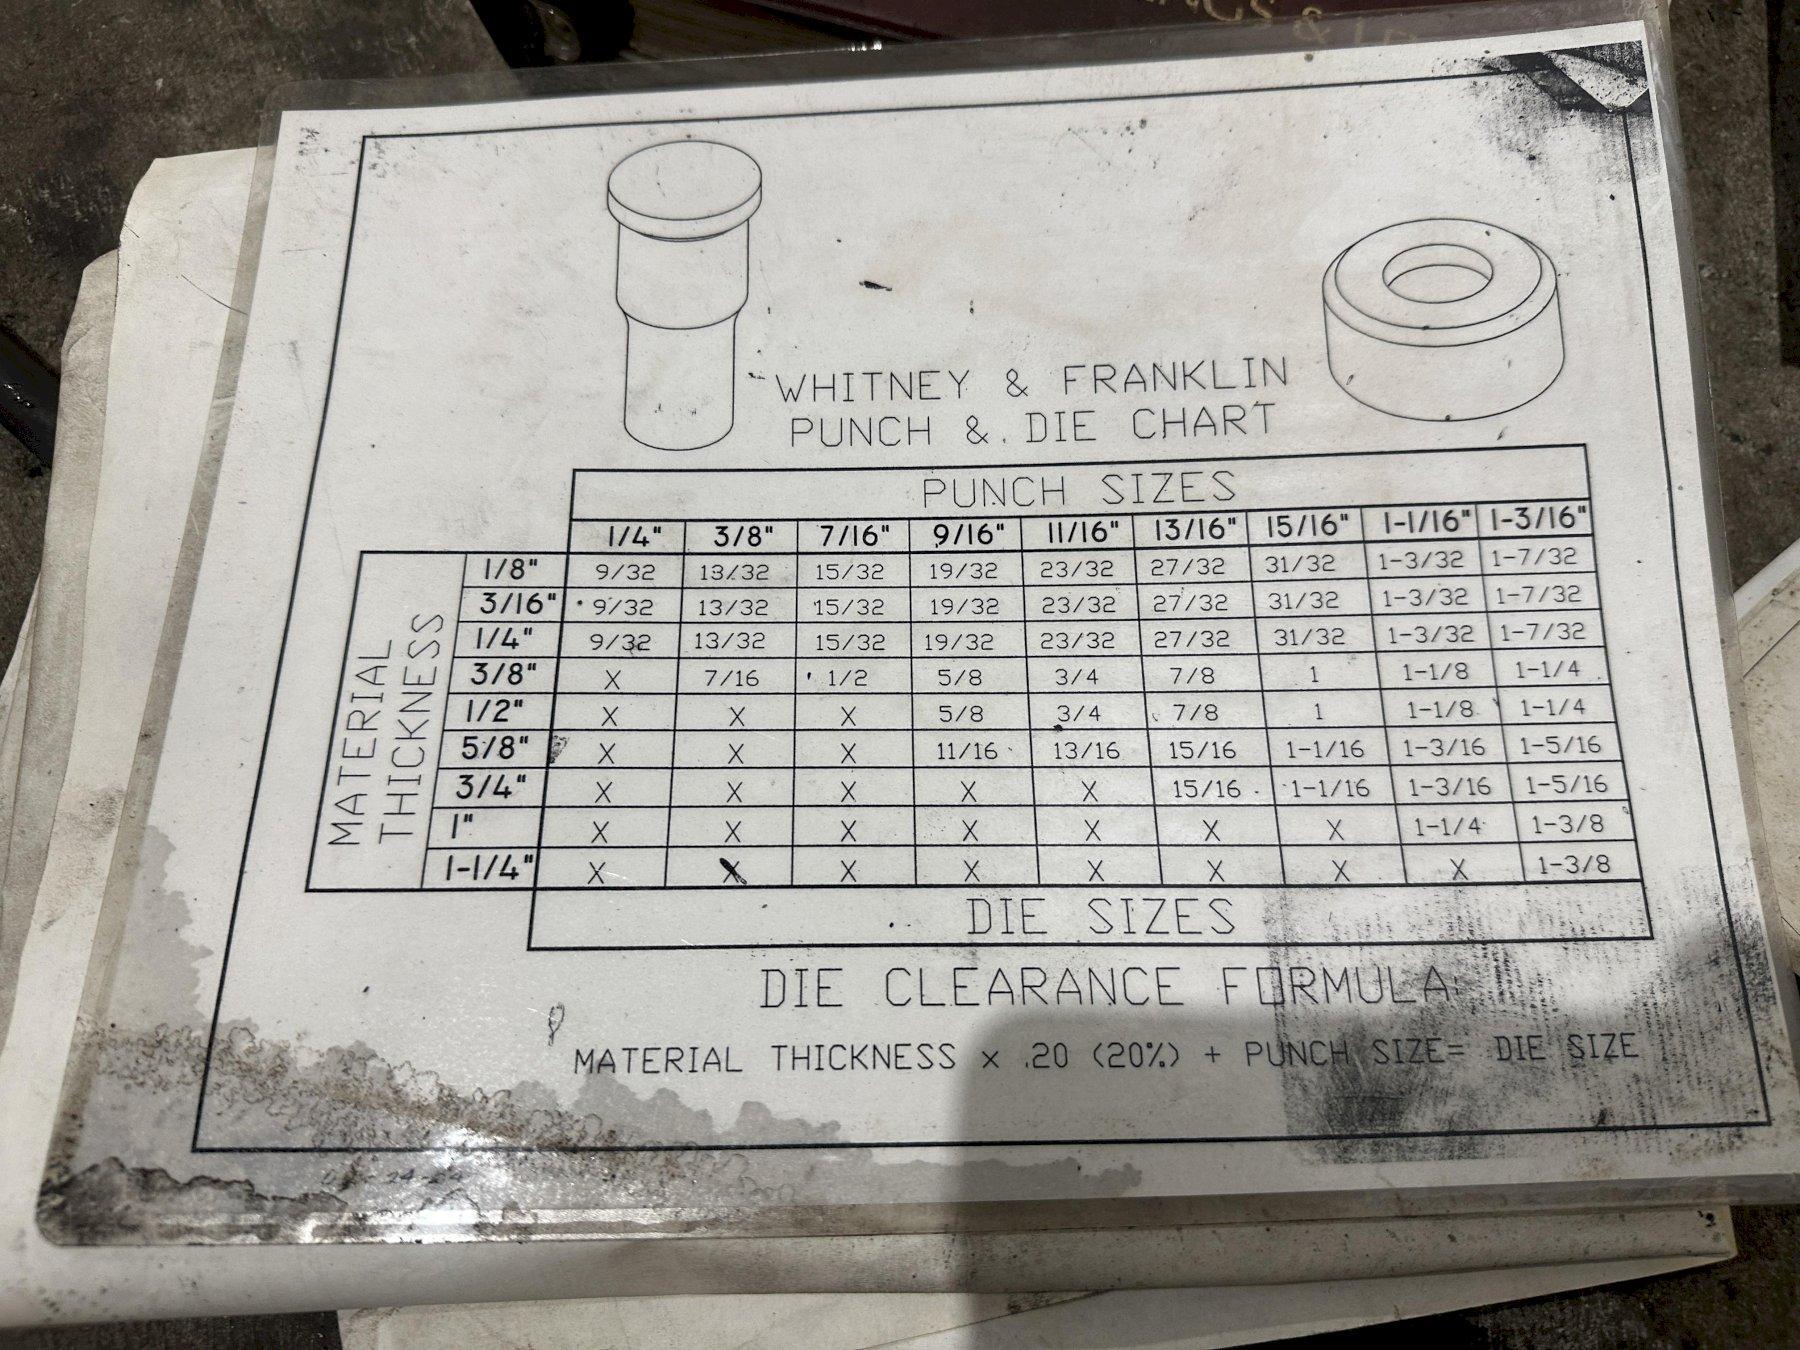 WHITNEY & FRANKLIN
PUNCH & DIE CHART
PUNCH SIZES
1/4" 3/8" 7/16" 9/16" 11/16" 13/16" 15/16" 1-1/16" 1-3/16"
MATERIAL THICKNESS
1/8" 9/32 13/32 15/32 19/32 23/32 27/32 31/32 1-3/32 1-7/32
3/16" 9/32 13/32 15/32 19/32 23/32 27/32 31/32 1-3/32 1-7/32
1/4" 9/32 13/32 15/32 19/32 23/32 27/32 31/32 1-3/32 1-7/32
3/8" X 7/16 1/2 5/8 3/4 7/8 1 1-1/8 1-1/4
1/2" X X X 5/8 3/4 7/8 1 1-1/8 1-1/4
5/8" X X X 11/16 13/16 15/16 1-1/16 1-3/16 1-5/16
3/4" X X X X X 15/16 1-1/16 1-3/16 1-5/16
1" X X X X X X X 1-1/4 1-3/8
1-1/4" X X X X X X X X 1-3/8
DIE SIZES
DIE CLEARANCE FORMULA:
MATERIAL THICKNESS x .20 (20%) + PUNCH SIZE= DIE SIZE